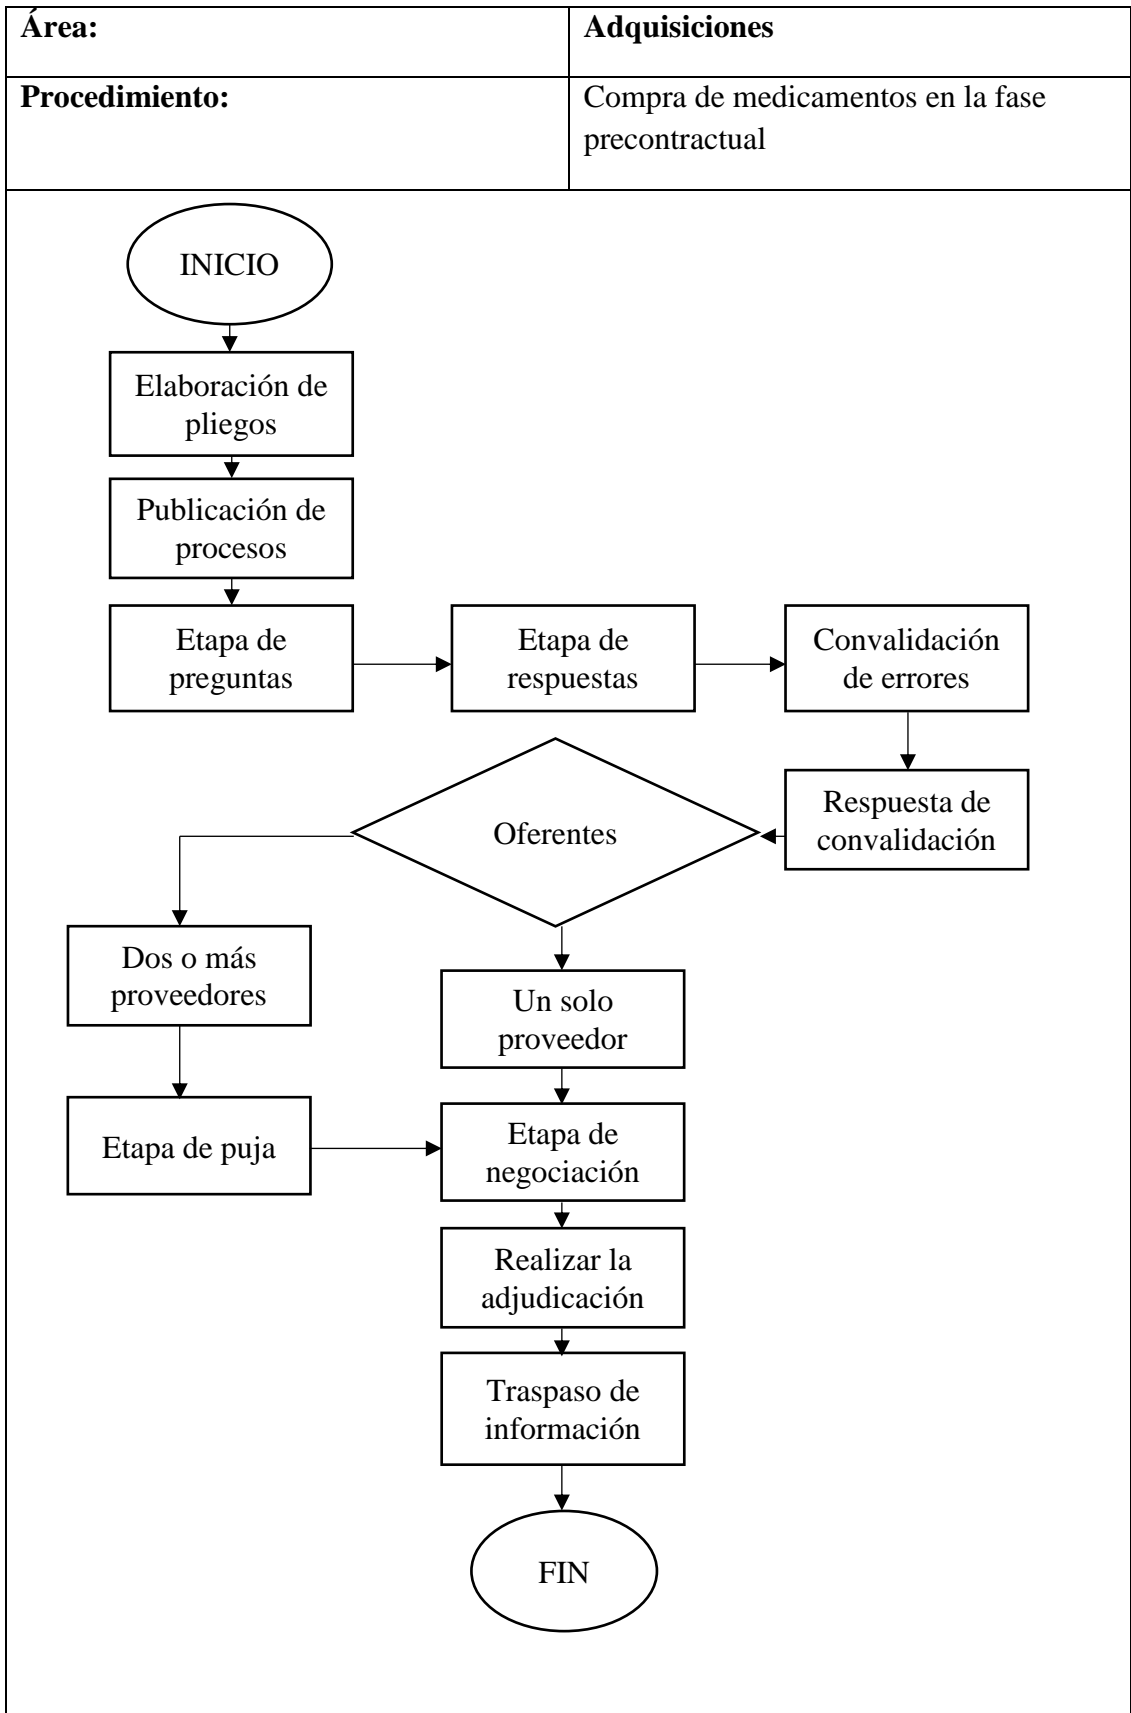 Área:
Adquisiciones
Procedimiento:
Compra de medicamentos en la fase
precontractual
INICIO
Elaboración de
pliegos
Publicación de
procesos
Etapa de
preguntas
Etapa de
respuestas
Convalidación
de errores
Respuesta de
convalidación
Oferentes
Dos o más
proveedores
Un solo
proveedor
Etapa de puja
Etapa de
negociación
Realizar la
adjudicación
Traspaso de
información
FIN